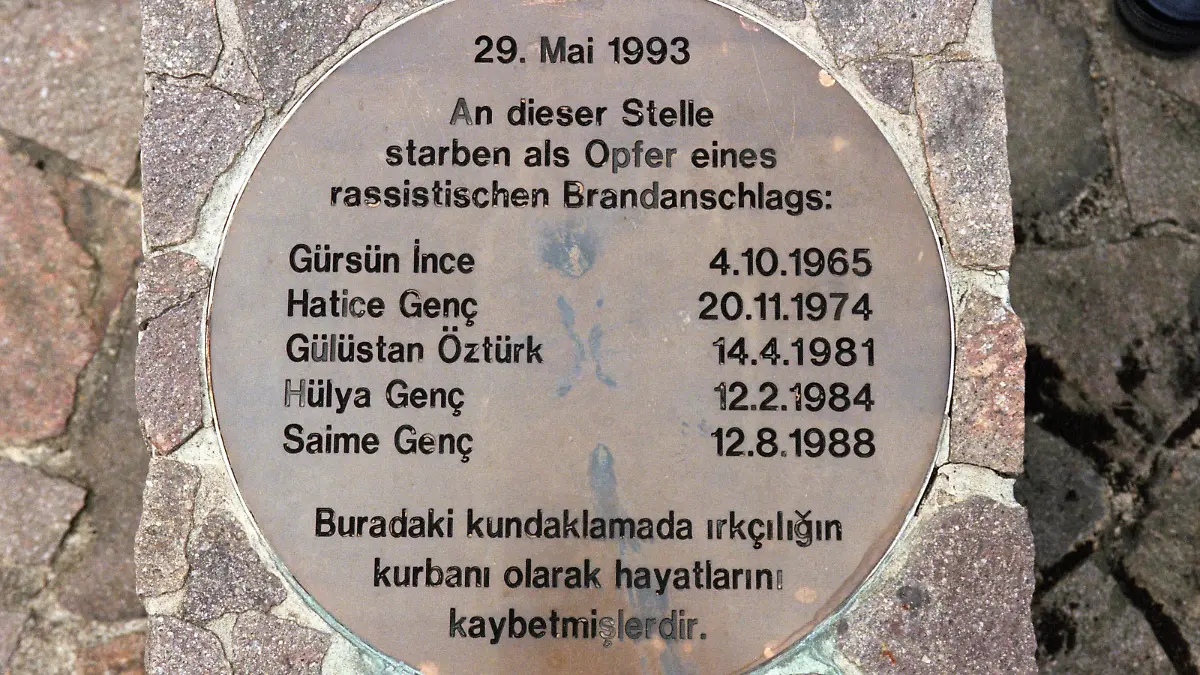 29. Mai 1993
An dieser Stelle
starben als Opfer eines
rassistischen Brandanschlags:
Gürsün İnce 4.10.1965
Hatice Genç 20.11.1974
Gülüstan Öztürk 14.4.1981
Hülya Genç 12.2.1984
Saime Genç 12.8.1988
Buradaki kundaklamada ırkçılığın
kurbanı olarak hayatlarını
kaybetmişlerdir.